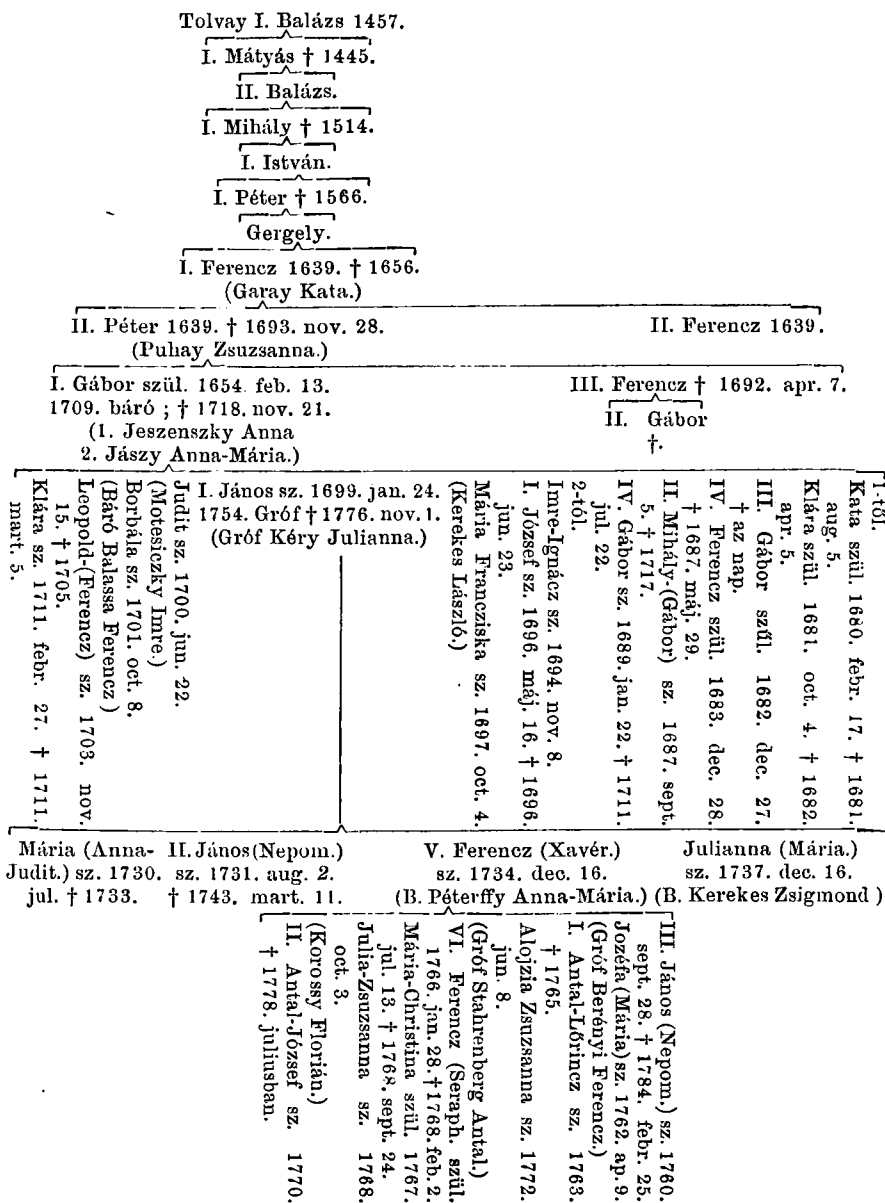 Tolvay I. Balázs 1457.
I. Mátyás † 1445.
II. Balázs.
I. Mihály † 1514.
I. István.
I. Péter † 1566.
Gergely.
I. Ferencz 1639. † 1656.
(Garay Kata.)
II. Péter 1639. † 1693. nov. 28.
(Puhay Zsuzsanna.)
II. Ferencz 1639.
I. Gábor szül. 1654. feb. 13.
1709. báró ; † 1718. nov. 21.
(1. Jeszenszky Anna
2. Jászy Anna-Mária.)
III. Ferencz † 1692. apr. 7.
II. Gábor
†.
1-től.
Kata szül. 1680. febr. 17. † 1681.
aug. 5.
Klára szül. 1681. oct. 4. † 1682.
apr. 5.
III. Gábor szül. 1682. dec. 27.
† az nap.
IV. Ferencz szül. 1683. dec. 28.
† 1687. máj. 29.
II. Mihály-(Gábor) sz. 1687. sept.
5. † 1717.
IV. Gábor sz. 1689. jan. 22. † 1711.
jul. 22.
2-tól.
Imre-Ignácz sz. 1694. nov. 8.
I. József sz. 1696. máj. 16. † 1696.
jun. 23.
Mária Francziska sz. 1697. oct. 4.
(Kerekes László.)
I. János sz. 1699. jan. 24.
1754. Gróf † 1776. nov. 1.
(Gróf Kéry Julianna.)
Judit sz. 1700. jun. 22.
(Motesiczky Imre.)
Borbála sz. 1701. oct. 8.
(Báró Balassa Ferencz)
Leopold-(Ferencz) sz. 1703. nov.
15. † 1705.
Klára sz. 1711. febr. 27. † 1711.
mart. 5.
Mária (Anna-
Judit.) sz. 1730.
jul. † 1733.
II. János (Nepom.)
sz. 1731. aug. 2.
† 1743. mart. 11.
V. Ferencz (Xavér.)
sz. 1734. dec. 16.
(B. Péterffy Anna-Mária.)
Julianna (Mária.)
sz. 1737. dec. 16.
(B. Kerekes Zsigmond)
III. János (Nepom.) sz. 1760.
sept. 28. † 1784. febr. 25.
Jozéfa (Mária) sz. 1762. ap. 9.
(Gróf Berényi Ferencz.)
I. Antal-Lőrincz sz. 1763.
† 1765.
Alojzia Zsuzsanna sz. 1772.
jun. 8.
(Gróf Stahrenberg Antal.)
VI. Ferencz (Seraph. szül.
1766. jan. 28. † 1768. feb. 2.
Mária-Christina szül. 1767.
jul. 13. † 1768. sept. 24.
Julia-Zsuzsanna sz. 1768.
oct. 3.
(Korossy Florián.)
II. Antal-József sz. 1770.
† 1778. juliusban.